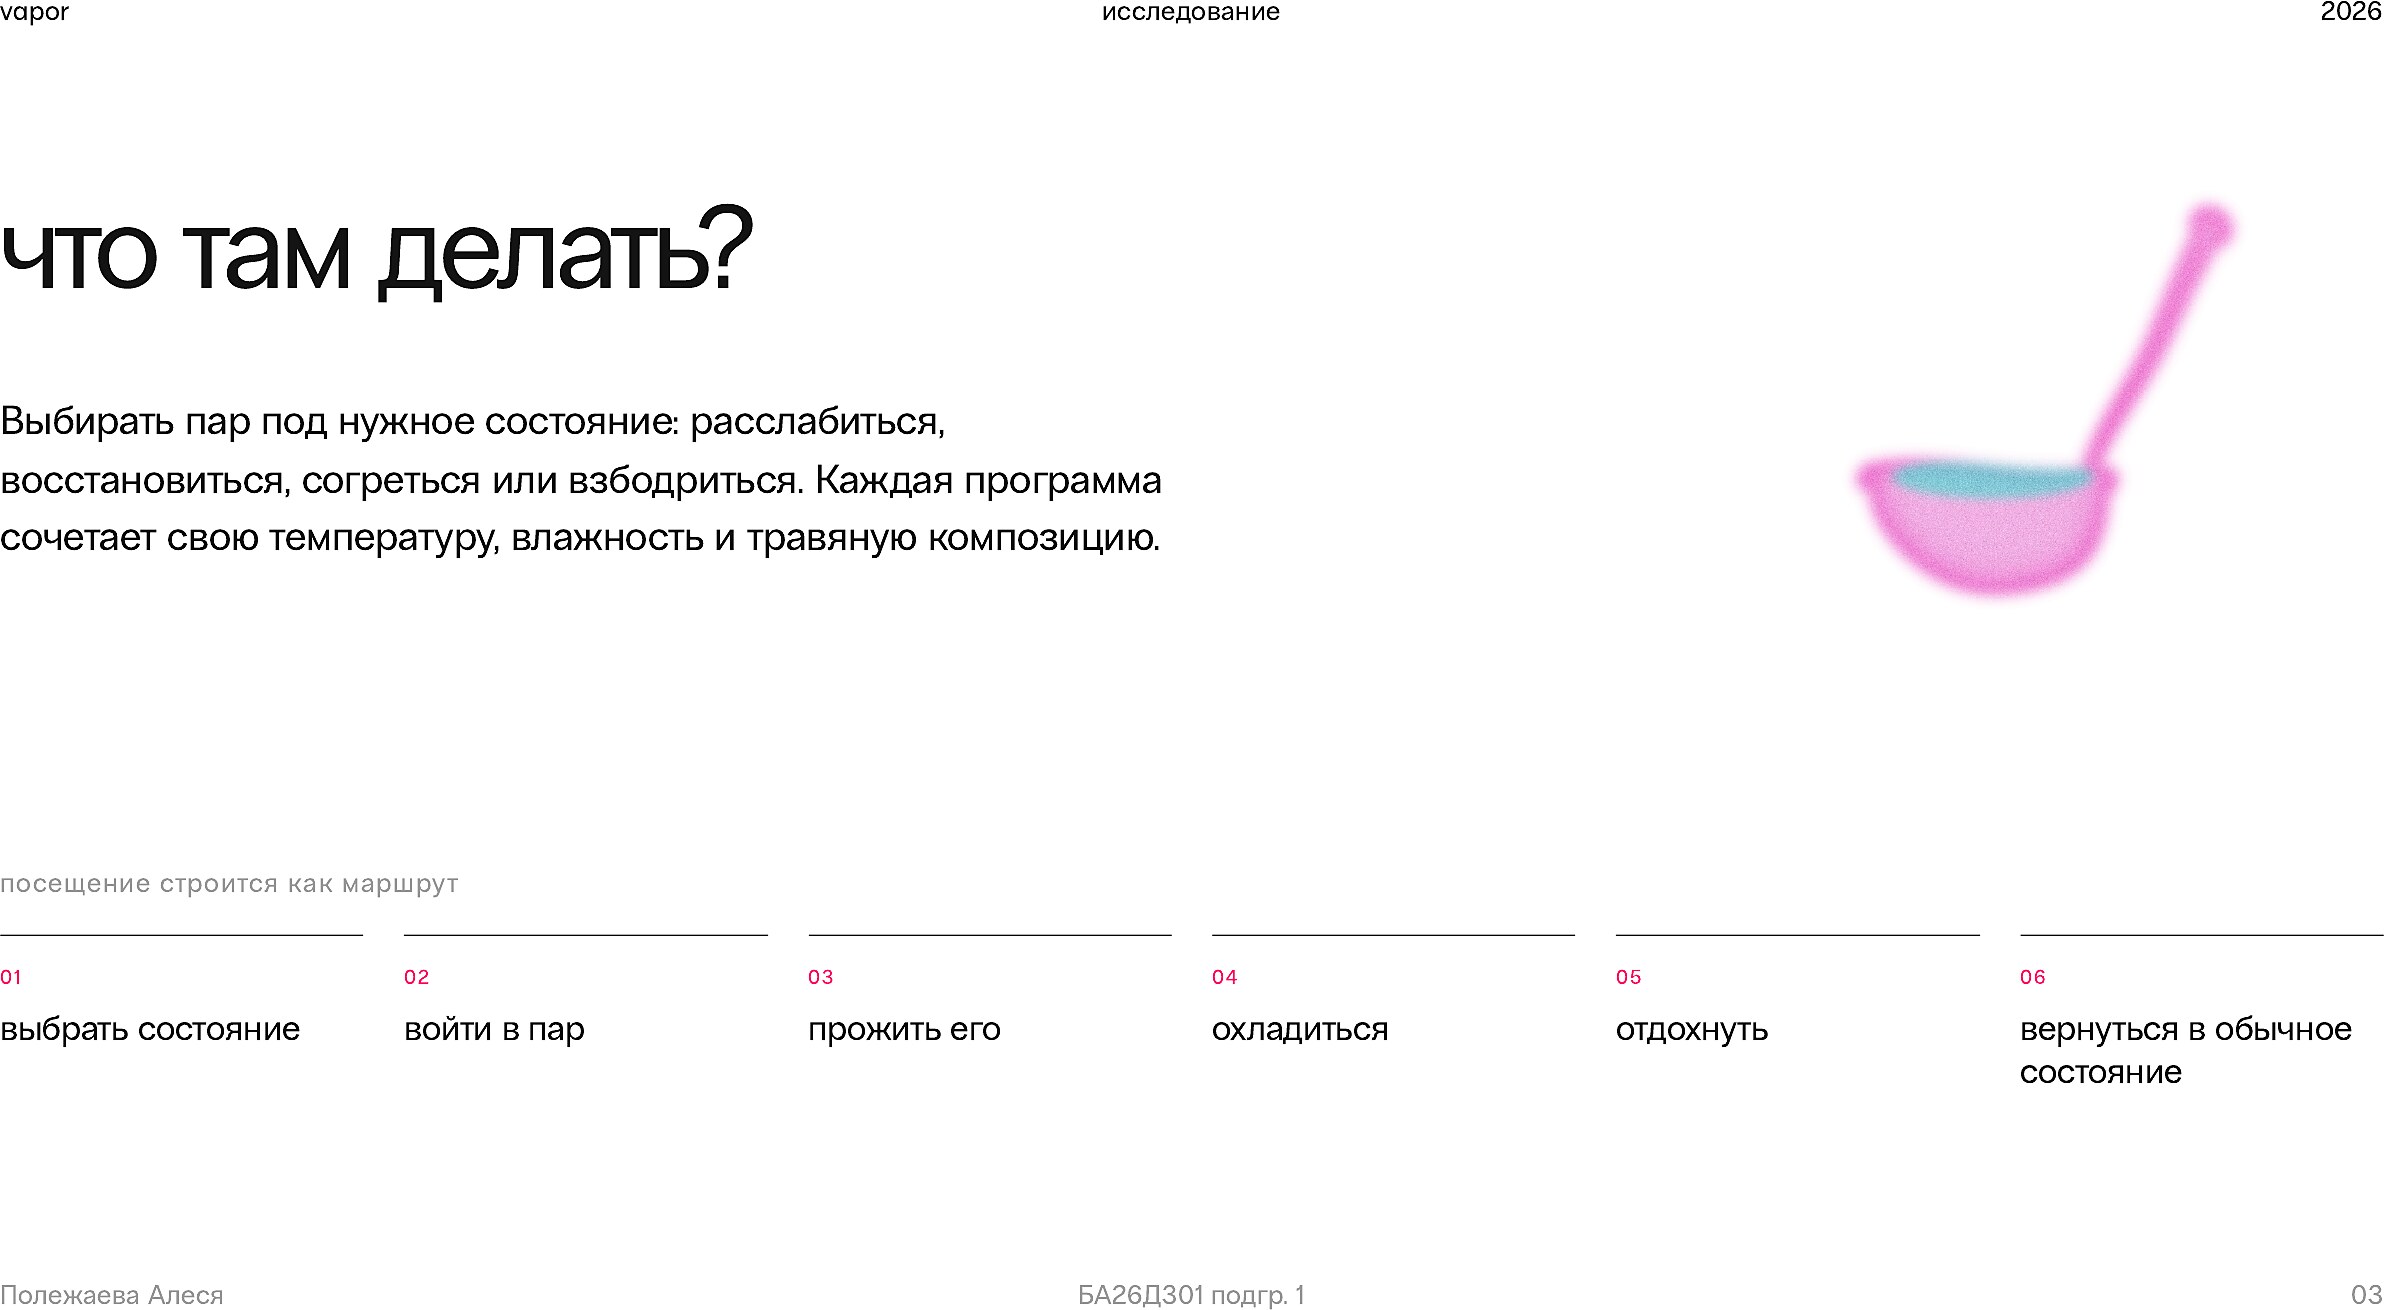 vapor
исследование
2026
что там делать?
Выбирать пар под нужное состояние: расслабиться,
восстановиться, согреться или взбодриться. Каждая программа
сочетает свою температуру, влажность и травяную композицию.
посещение строится как маршрут
01
выбрать состояние
02
войти в пар
03
прожить его
04
охладиться
05
отдохнуть
06
вернуться в обычное
состояние
Полежаева Алеся
БА26Д301 подгр. 1
03